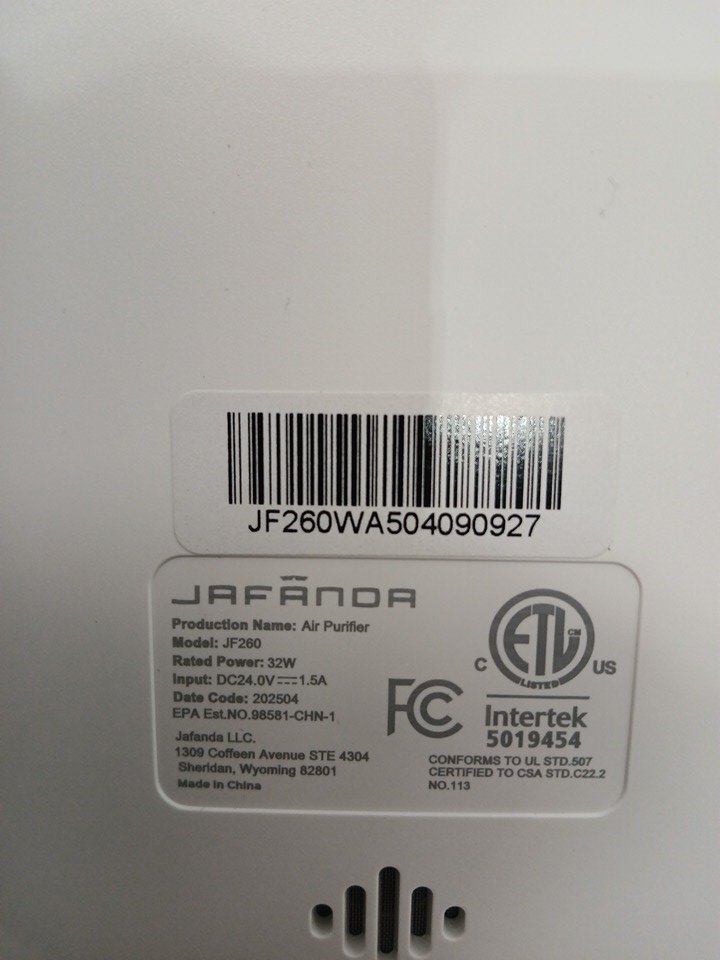 JF260WA504090927
JAFĀNDA
Production Name: Air Purifier
Model: JF260
Rated Power: 32W
Input: DC24.0V⎓1.5A
Date Code: 202504
EPA Est.NO.98581-CHN-1
Jafanda LLC.
1309 Coffeen Avenue STE 4304
Sheridan, Wyoming 82801
Made in China
FC
ETL CM
LISTED
C US
Intertek
5019454
CONFORMS TO UL STD.507
CERTIFIED TO CSA STD.C22.2
NO.113